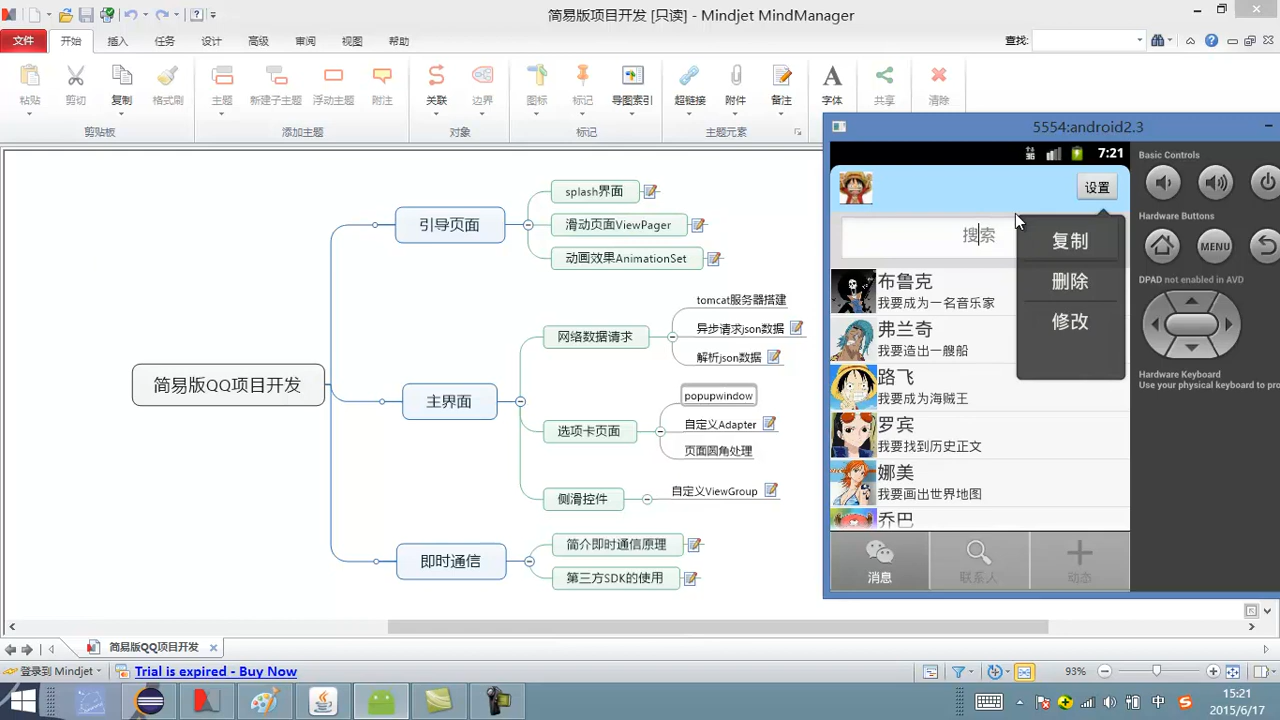 简易版项目开发 [只读] - Mindjet MindManager
文件
开始
插入
任务
设计
高级
审阅
视图
帮助
查找:
粘贴
剪切
复制
格式刷
主题
新建子主题
浮动主题
附注
关联
边界
图标
标记
导图索引
超链接
附件
备注
字体
共享
清除
剪贴板
添加主题
对象
标记
主题元素
简易版QQ项目开发
引导页面
splash界面
滑动页面ViewPager
动画效果AnimationSet
主界面
网络数据请求
tomcat服务器搭建
异步请求json数据
解析json数据
选项卡页面
popupwindow
自定义Adapter
页面圆角处理
侧滑控件
自定义ViewGroup
即时通信
简介即时通信原理
第三方SDK的使用
5554:android2.3
3G
7:21
设置
搜索
复制
删除
修改
布鲁克
我要成为一名音乐家
弗兰奇
我要造出一艘船
路飞
我要成为海贼王
罗宾
我要找到历史正文
娜美
我要画出世界地图
乔巴
消息
联系人
动态
Basic Controls
Hardware Buttons
MENU
DPAD not enabled in AVD
Hardware Keyboard
Use your physical keyboard to pro
简易版QQ项目开发
登录到 Mindjet
Trial is expired - Buy Now
93%
中
15:21
2015/6/17